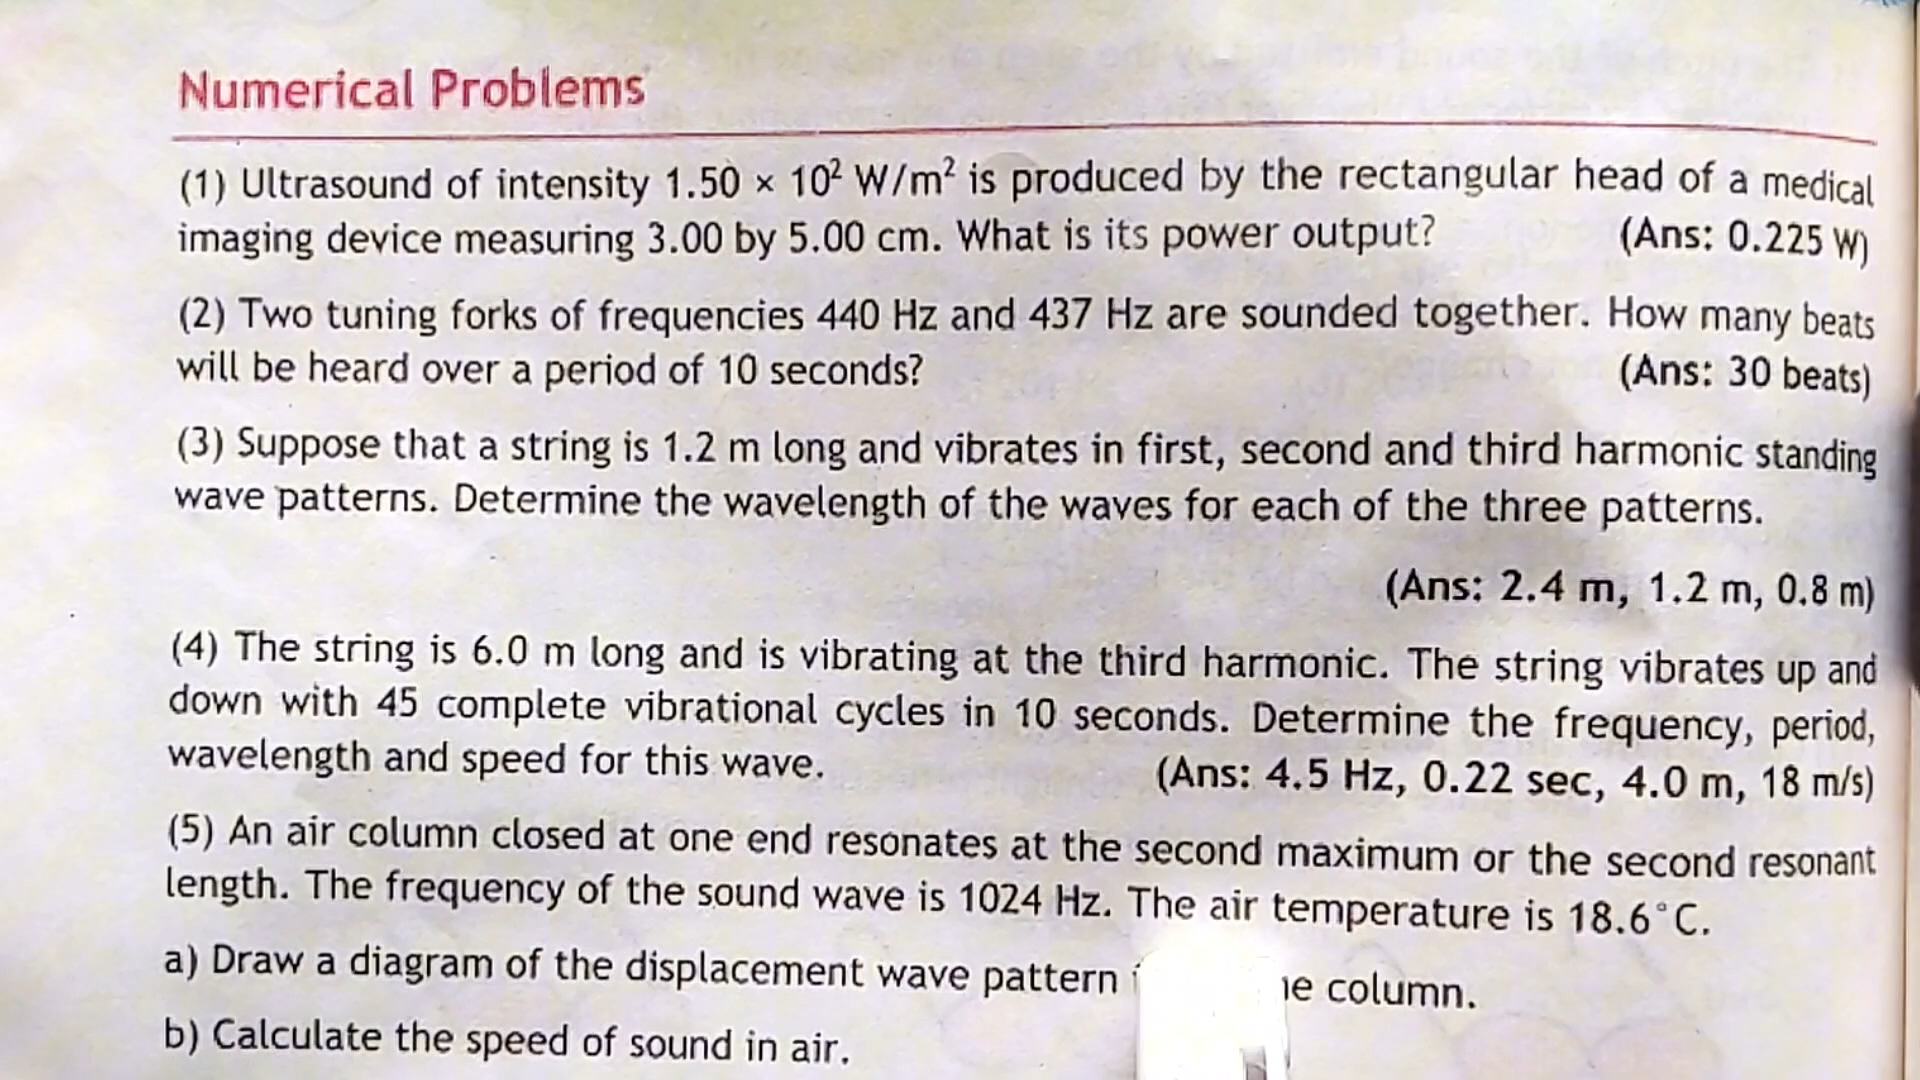 Numerical Problems
(1) Ultrasound of intensity 1.50 × 10² W/m² is produced by the rectangular head of a medical
imaging device measuring 3.00 by 5.00 cm. What is its power output? (Ans: 0.225 W)
(2) Two tuning forks of frequencies 440 Hz and 437 Hz are sounded together. How many beats
will be heard over a period of 10 seconds? (Ans: 30 beats)
(3) Suppose that a string is 1.2 m long and vibrates in first, second and third harmonic standing
wave patterns. Determine the wavelength of the waves for each of the three patterns.
(Ans: 2.4 m, 1.2 m, 0.8 m)
(4) The string is 6.0 m long and is vibrating at the third harmonic. The string vibrates up and
down with 45 complete vibrational cycles in 10 seconds. Determine the frequency, period,
wavelength and speed for this wave. (Ans: 4.5 Hz, 0.22 sec, 4.0 m, 18 m/s)
(5) An air column closed at one end resonates at the second maximum or the second resonant
length. The frequency of the sound wave is 1024 Hz. The air temperature is 18.6°C.
a) Draw a diagram of the displacement wave pattern column.
b) Calculate the speed of sound in air.